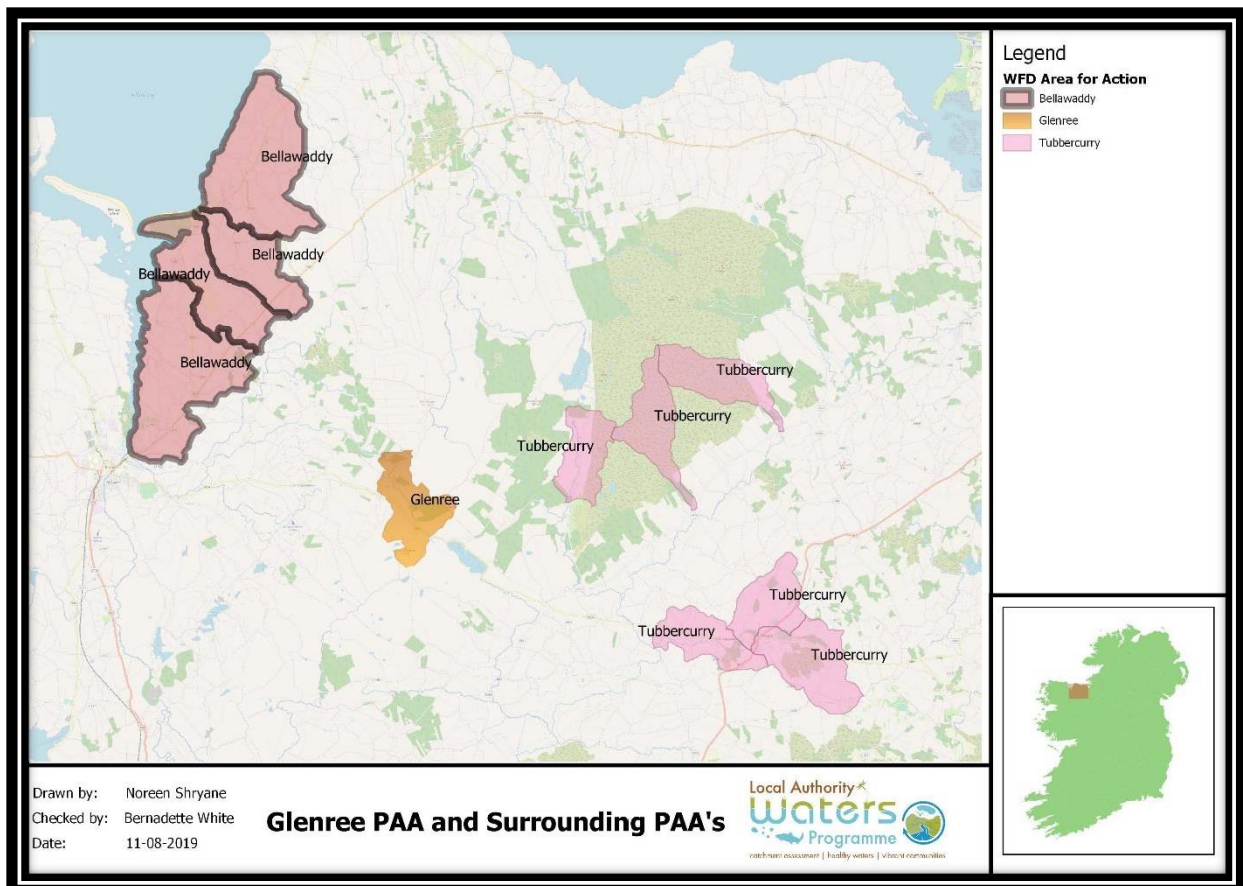 Bellawaddy
Bellawaddy
Bellawaddy
Bellawaddy
Tubbercurry
Tubbercurry
Tubbercurry
Glenree
Tubbercurry
Tubbercurry
Tubbercurry
Legend
WFD Area for Action
Bellawaddy
Glenree
Tubbercurry
Drawn by: Noreen Shryane
Checked by: Bernadette White
Date: 11-08-2019
Glenree PAA and Surrounding PAA's
Local Authority
Waters
Programme
catchment assessment | healthy waters | vibrant communities